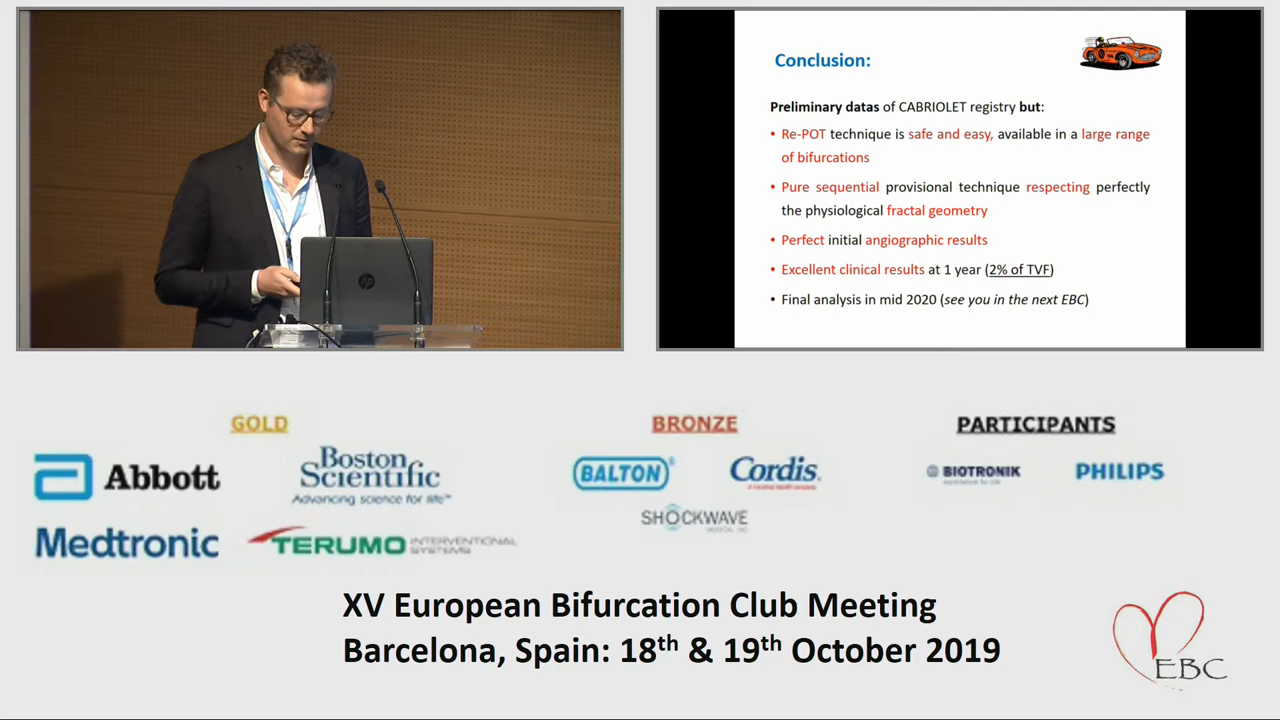 Conclusion:
Preliminary datas of CABRIOLET registry but:
• Re-POT technique is safe and easy, available in a large range
of bifurcations
• Pure sequential provisional technique respecting perfectly
the physiological fractal geometry
• Perfect initial angiographic results
• Excellent clinical results at 1 year (2% of TVF)
• Final analysis in mid 2020 (see you in the next EBC)
hp
GOLD
BRONZE
PARTICIPANTS
Abbott
Boston
Scientific
Advancing science for life™
BALTON®
Cordis
BIOTRONIK
PHILIPS
SHOCKWAVE
Medtronic
TERUMO INTERVENTIONAL
SYSTEMS
XV European Bifurcation Club Meeting
Barcelona, Spain: 18th & 19th October 2019
EBC